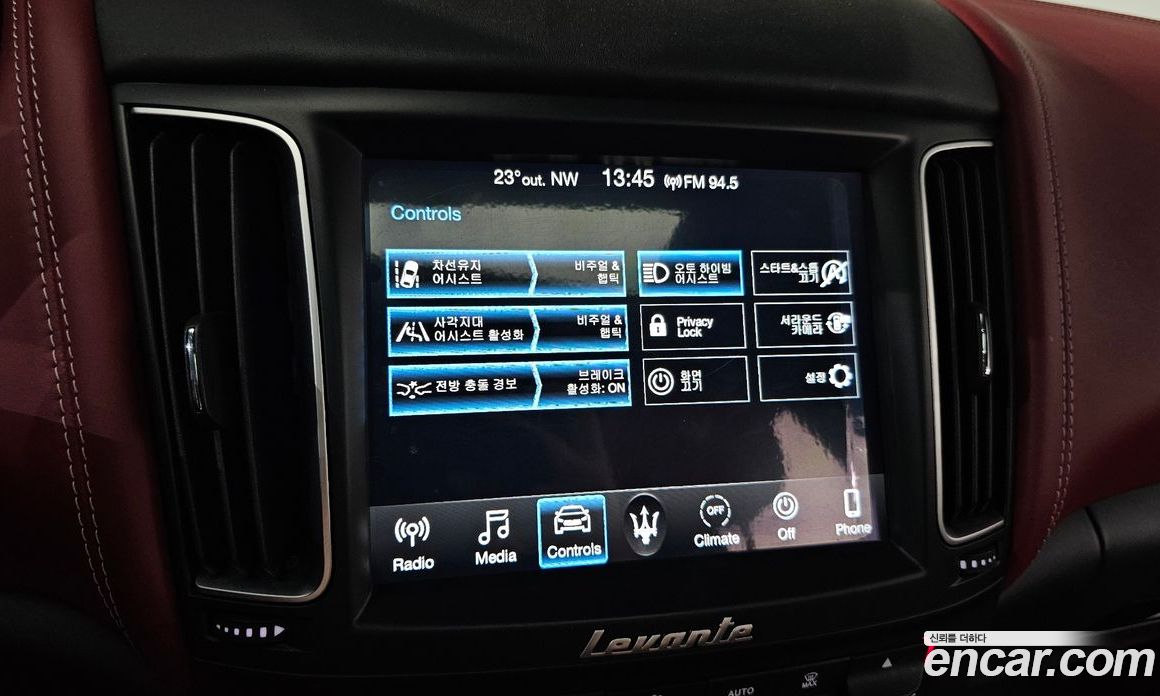 23° out. NW 13:45 FM 94.5
Controls
차선유지
어시스트
비주얼 &
햅틱
오토 하이빔
어시스트
스타트&스톱
끄기
사각지대
어시스트 활성화
비주얼 &
햅틱
Privacy
Lock
서라운드
카메라
전방 충돌 경보
브레이크
활성화: ON
화면
끄기
설정
Radio
Media
Controls
OFF
Climate
Off
Phone
Levante
AUTO
MAX
신뢰를 더하다
encar.com